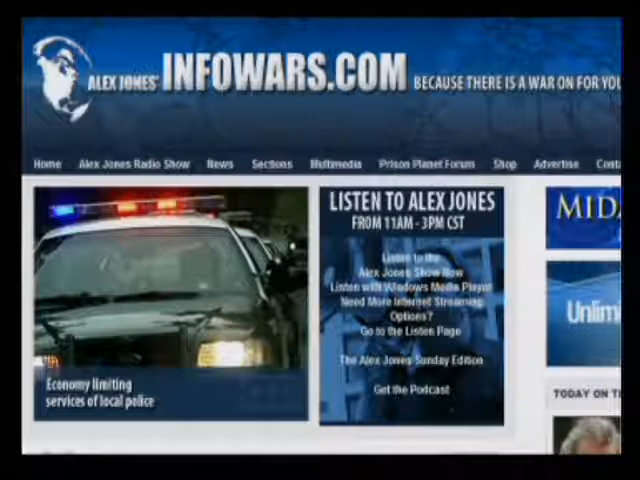 ALEX JONES' INFOWARS.COM BECAUSE THERE IS A WAR ON FOR YOU
Home Alex Jones Radio Show News Sections Multimedia Prison Planet Forum Shop Advertise Cont
LISTEN TO ALEX JONES
FROM 11AM - 3PM CST
Listen to the
Alex Jones Show Now
Listen with Windows Media Player
Need More Internet Streaming
Options?
Go to the Listen Page
The Alex Jones Sunday Edition
Get the Podcast
Economy limiting
services of local police
MIDA
Unlim
TODAY ON T